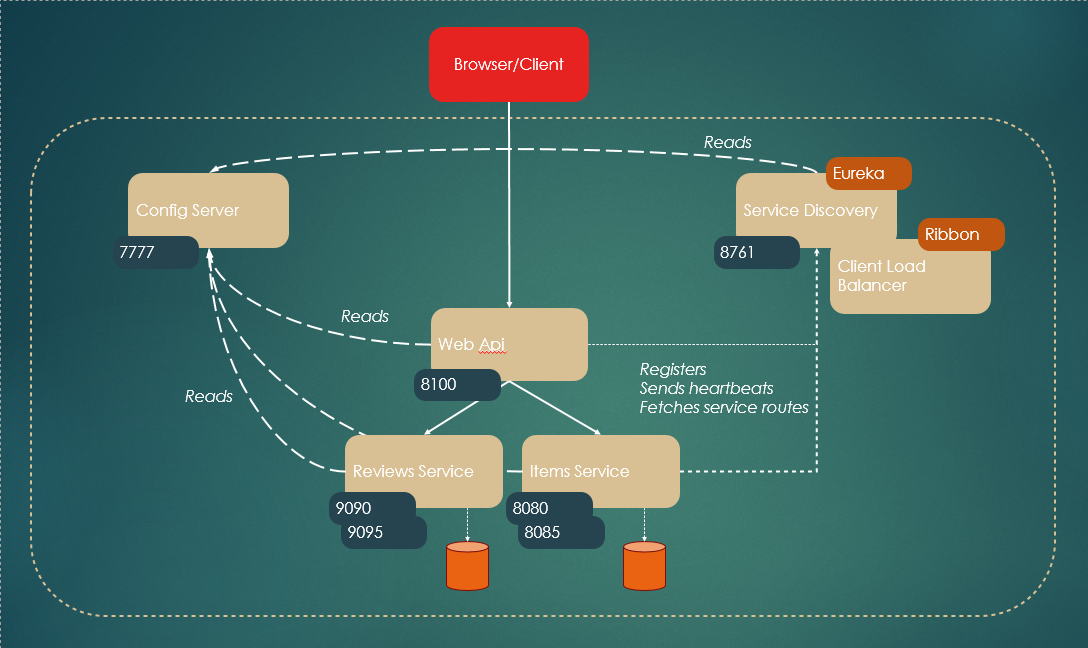 Browser/Client
Reads
Eureka
Config Server
Service Discovery
Ribbon
7777
8761
Client Load
Balancer
Reads
Web Api
Registers
8100
Sends heartbeats
Reads
Fetches service routes
Reviews Service
Items Service
9090
8080
9095
8085